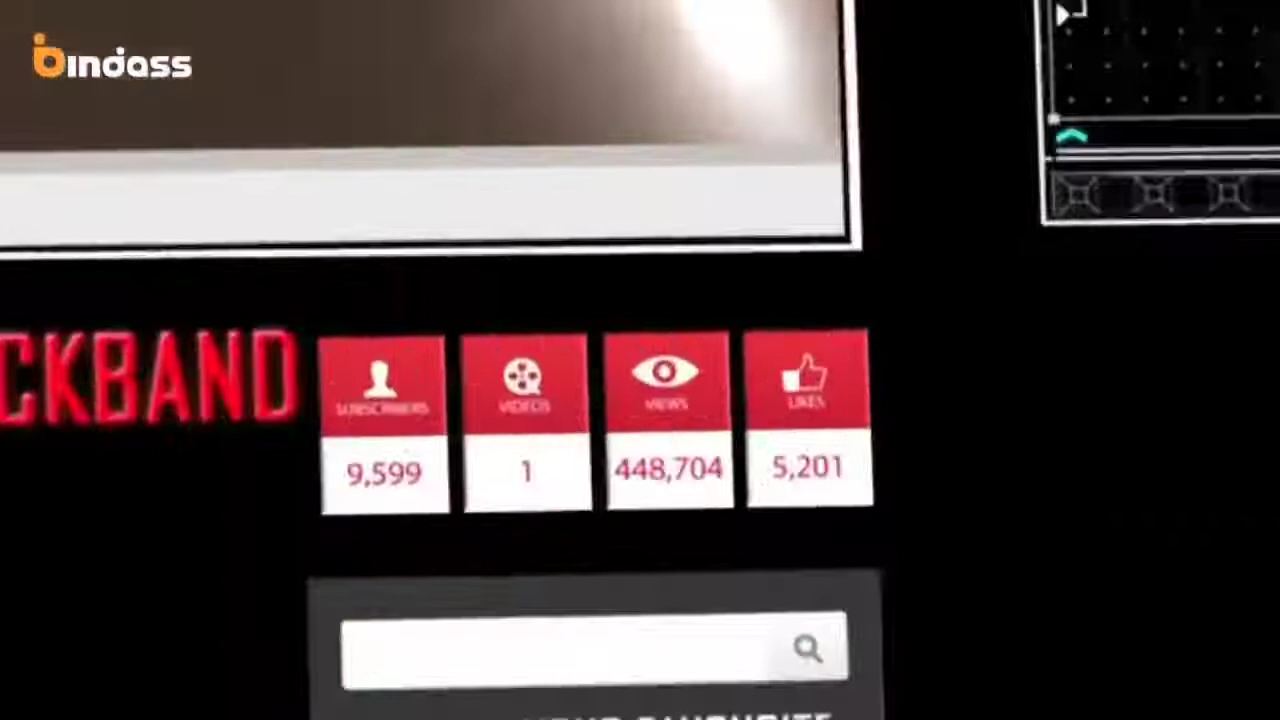 bindass
CKBAND
SUBSCRIBERS
VIDEOS
VIEWS
LIKES
9,599
1
448,704
5,201